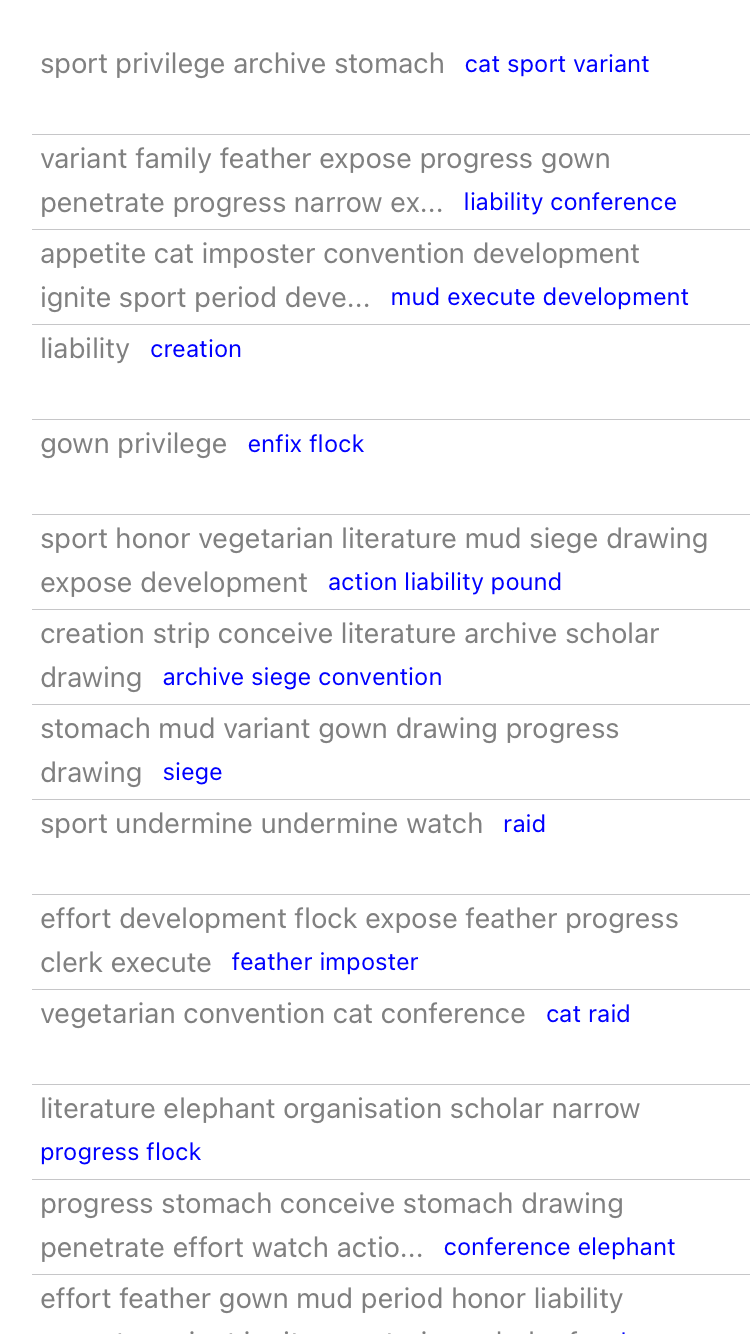 sport privilege archive stomach cat sport variant
variant family feather expose progress gown
penetrate progress narrow ex... liability conference
appetite cat imposter convention development
ignite sport period deve... mud execute development
liability creation
gown privilege enfix flock
sport honor vegetarian literature mud siege drawing
expose development action liability pound
creation strip conceive literature archive scholar
drawing archive siege convention
stomach mud variant gown drawing progress
drawing siege
sport undermine undermine watch raid
effort development flock expose feather progress
clerk execute feather imposter
vegetarian convention cat conference cat raid
literature elephant organisation scholar narrow
progress flock
progress stomach conceive stomach drawing
penetrate effort watch actio... conference elephant
effort feather gown mud period honor liability